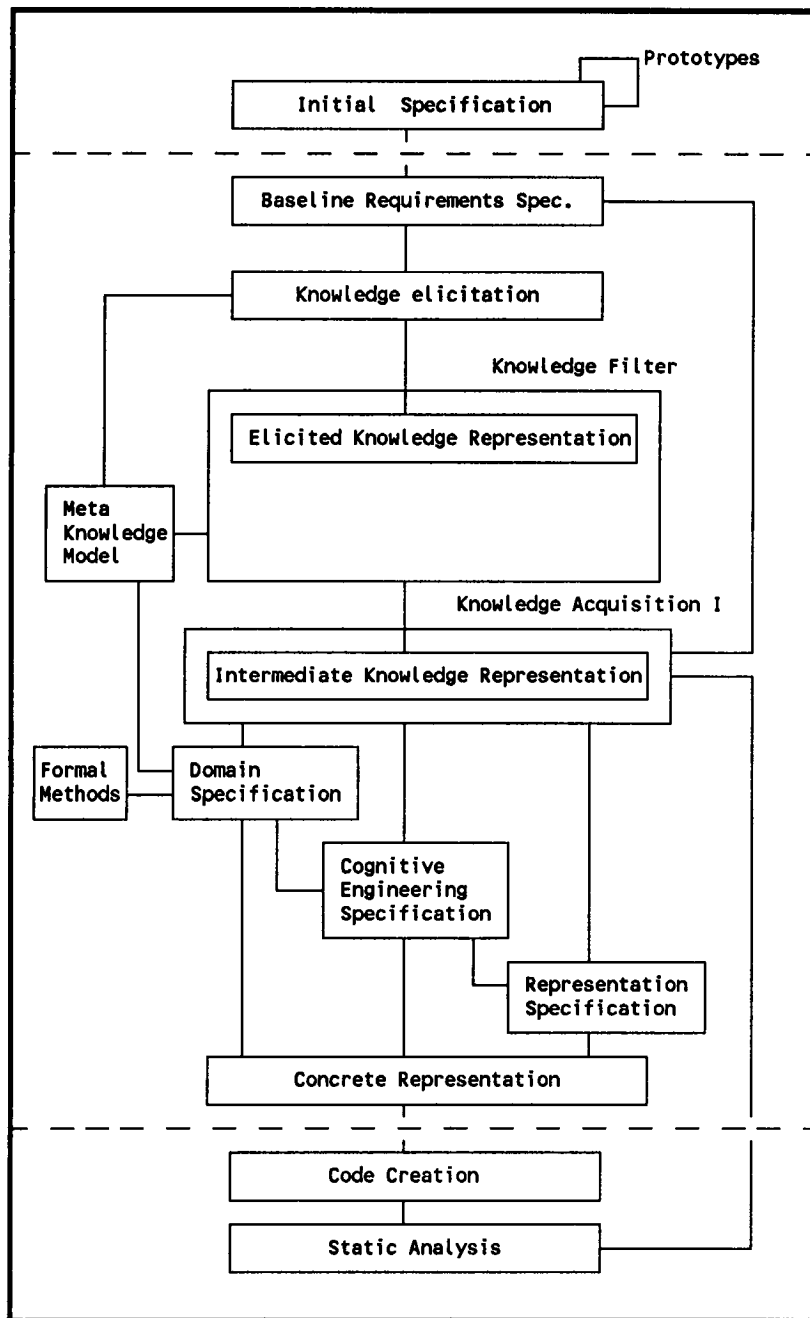 Prototypes
Initial Specification
Baseline Requirements Spec.
Knowledge elicitation
Knowledge Filter
Elicited Knowledge Representation
Meta
Knowledge
Model
Knowledge Acquisition I
Intermediate Knowledge Representation
Formal
Methods
Domain
Specification
Cognitive
Engineering
Specification
Representation
Specification
Concrete Representation
Code Creation
Static Analysis